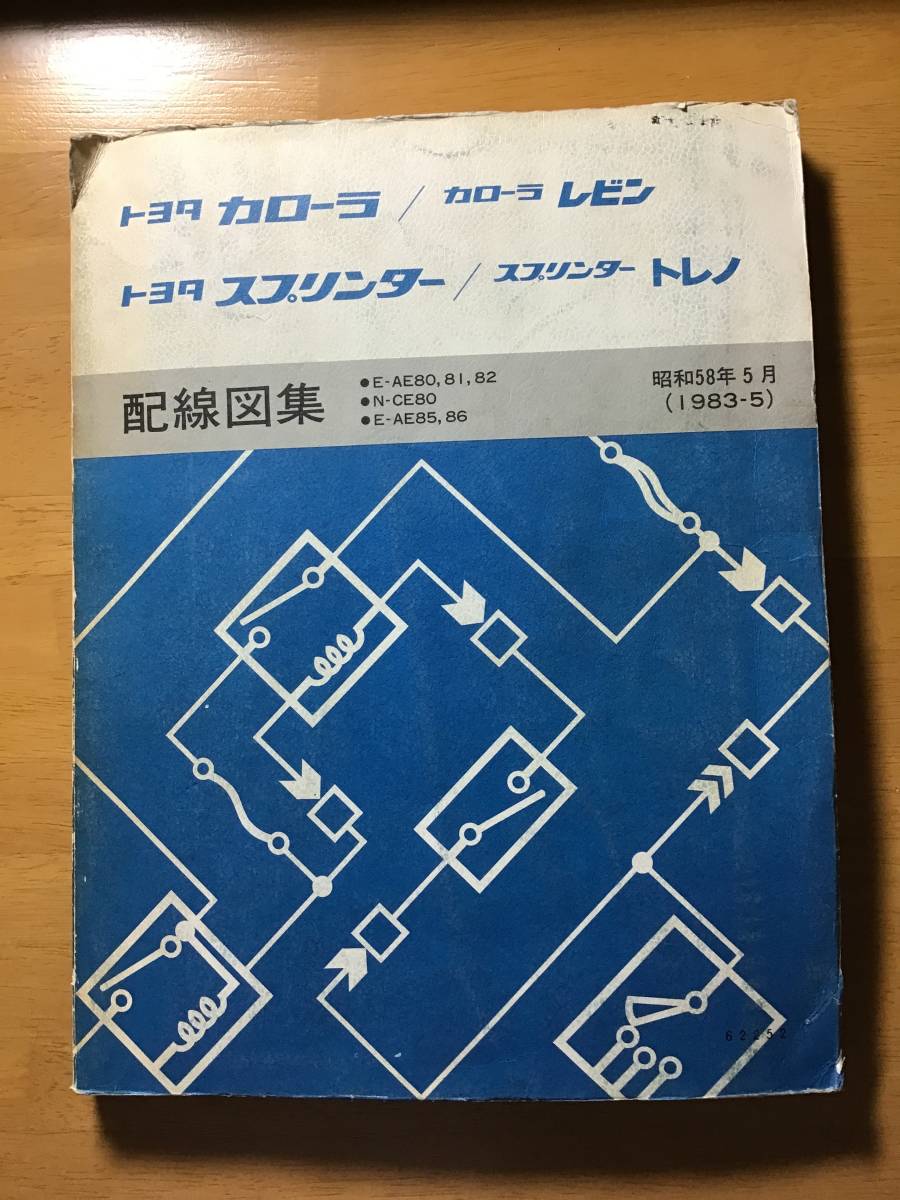 トヨタ カローラ / カローラ レビン
トヨタ スプリンター / スプリンター トレノ
配線図集
●E-AE80,81,82
●N-CE80
●E-AE85,86
昭和58年5月
(1983-5)
62252